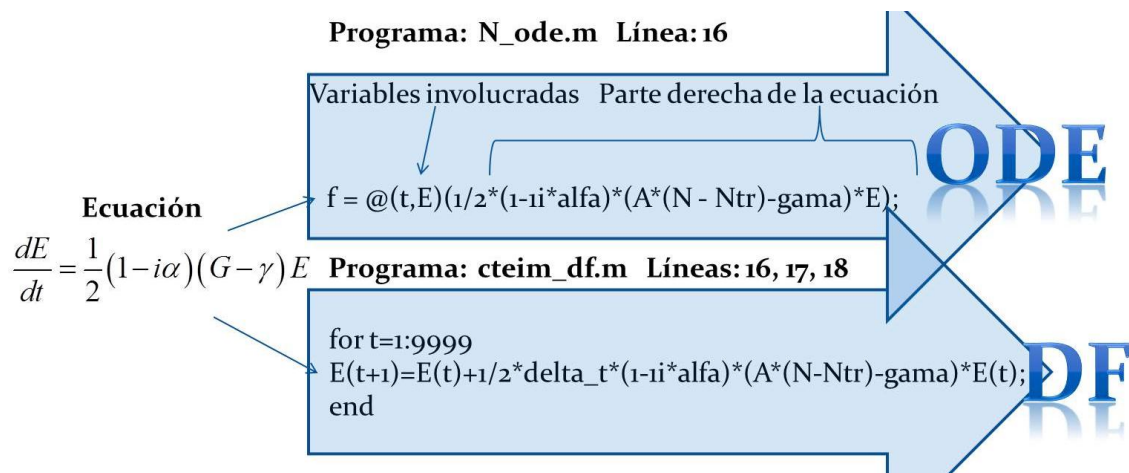 Programa: N_ode.m Línea: 16
Variables involucradas Parte derecha de la ecuación
ODE
f = @(t,E)(1/2*(1-1i*alfa)*(A*(N - Ntr)-gama)*E);
Ecuación
dE/dt = 1/2 (1-iα)(G-γ)E
Programa: cteim_df.m Líneas: 16, 17, 18
for t=1:9999
E(t+1)=E(t)+1/2*delta_t*(1-1i*alfa)*(A*(N-Ntr)-gama)*E(t);
end
DF